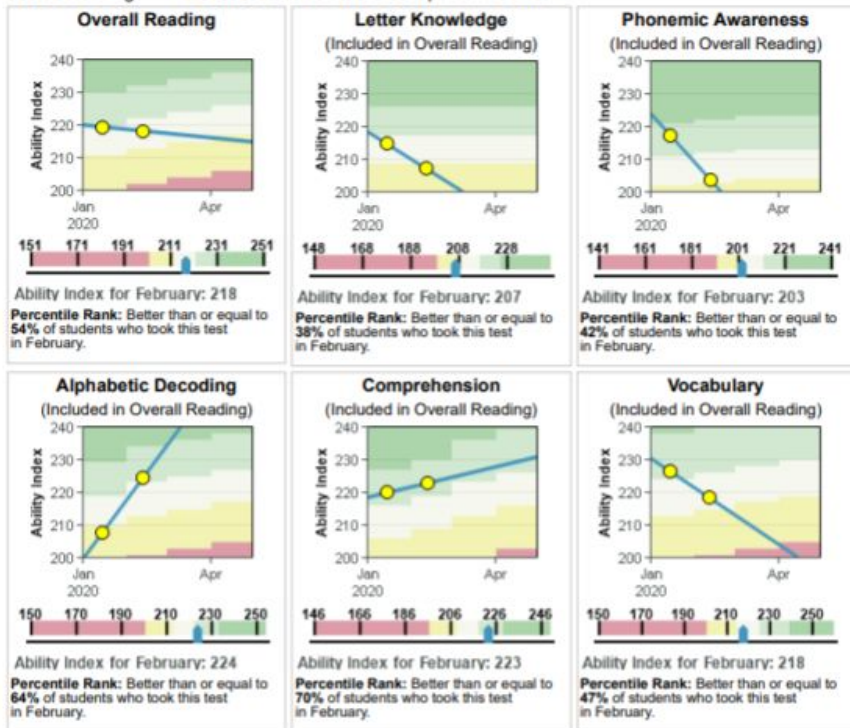 Overall Reading
Ability Index
240
230
220
210
200
Jan
2020
Apr
151 171 191 211 231 251
Ability Index for February: 218
Percentile Rank: Better than or equal to
54% of students who took this test
in February.
Letter Knowledge
(Included in Overall Reading)
Ability Index
240
230
220
210
200
Jan
2020
Apr
148 168 188 208 228
Ability Index for February: 207
Percentile Rank: Better than or equal to
38% of students who took this test
in February.
Phonemic Awareness
(Included in Overall Reading)
Ability Index
240
230
220
210
200
Jan
2020
Apr
141 161 181 201 221 241
Ability Index for February: 203
Percentile Rank: Better than or equal to
42% of students who took this test
in February.
Alphabetic Decoding
(Included in Overall Reading)
Ability Index
240
230
220
210
200
Jan
2020
Apr
150 170 190 210 230 250
Ability Index for February: 224
Percentile Rank: Better than or equal to
64% of students who took this test
in February.
Comprehension
(Included in Overall Reading)
Ability Index
240
230
220
210
200
Jan
2020
Apr
146 166 186 206 226 246
Ability Index for February: 223
Percentile Rank: Better than or equal to
70% of students who took this test
in February.
Vocabulary
(Included in Overall Reading)
Ability Index
240
230
220
210
200
Jan
2020
Apr
150 170 190 210 230 250
Ability Index for February: 218
Percentile Rank: Better than or equal to
47% of students who took this test
in February.